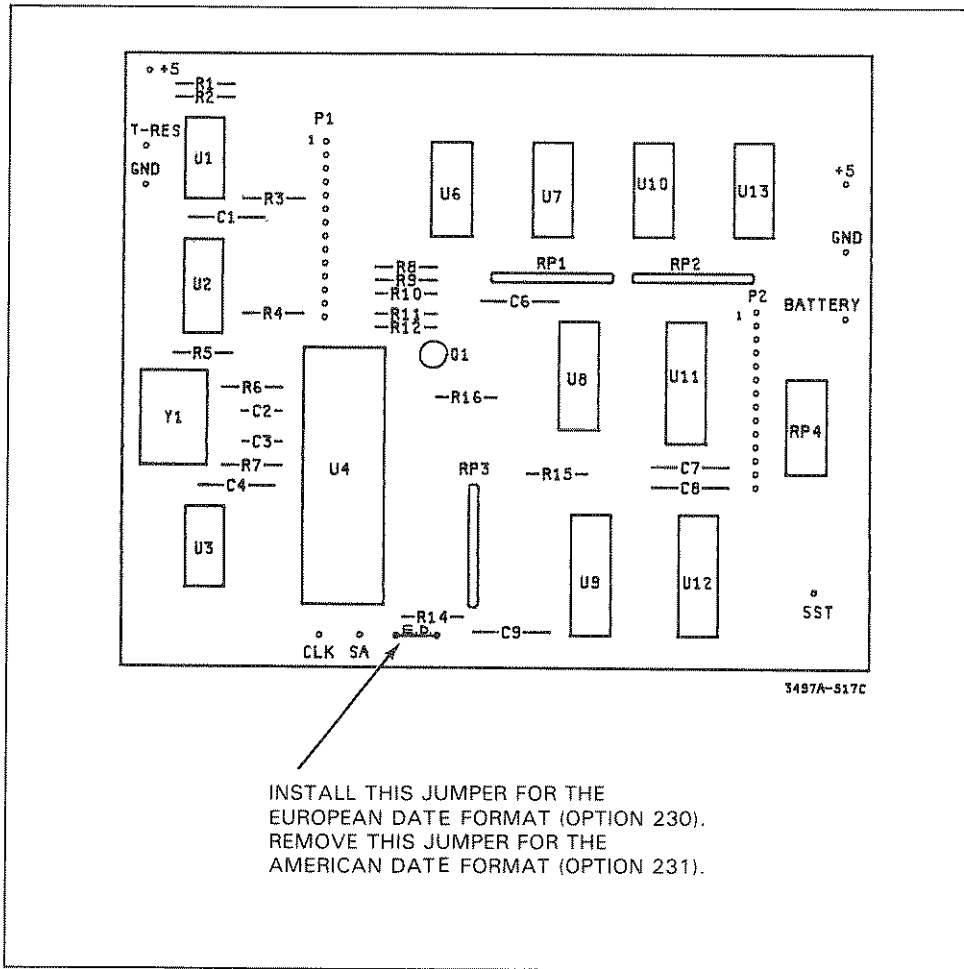 +5
R1
R2
P1
T-RES
1
U1
GND
U6
U7
U10
U13
+5
R3
C1
GND
U2
R8
R9
R10
RP1
RP2
C6
P2
BATTERY
1
R4
R11
R12
R5
Q1
U8
U11
R6
R16
C2
Y1
C3
RP4
U4
R7
RP3
R15
C7
C4
C8
U3
U9
U12
SST
R14
E.D.
C9
CLK SA
3497A-517C
INSTALL THIS JUMPER FOR THE
EUROPEAN DATE FORMAT (OPTION 230).
REMOVE THIS JUMPER FOR THE
AMERICAN DATE FORMAT (OPTION 231).